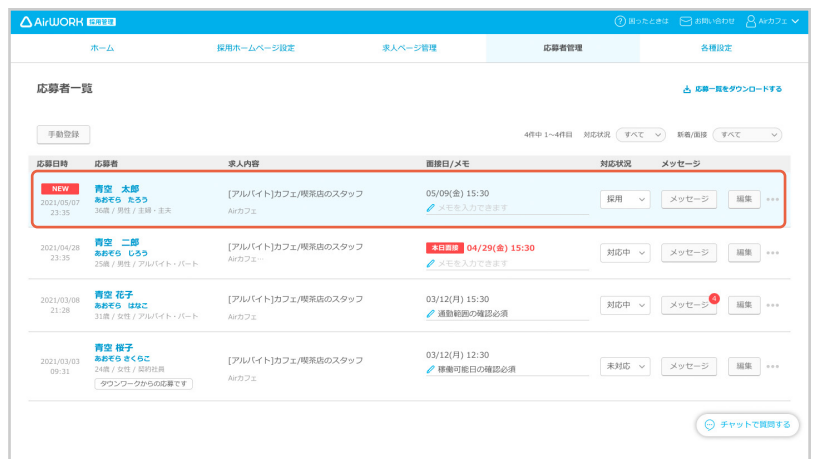 AirWORK 採用管理
困ったときは お問い合わせ Airカフェ
ホーム 採用ホームページ設定 求人ページ管理 応募者管理 各種設定
応募者一覧
応募一覧をダウンロードする
手動登録
4件中 1〜4件目 対応状況 すべて 新着/面接 すべて
応募日時 応募者 求人内容 面接日/メモ 対応状況 メッセージ
NEW
2021/05/07
23:35
青空 太郎
あおぞら たろう
36歳 / 男性 / 主婦・主夫
[アルバイト]カフェ/喫茶店のスタッフ
Airカフェ
05/09(金) 15:30
メモを入力できます
採用 メッセージ 編集
2021/04/28
23:35
青空 二郎
あおぞら じろう
25歳 / 男性 / アルバイト・パート
[アルバイト]カフェ/喫茶店のスタッフ
Airカフェ
本日面接 04/29(金) 15:30
メモを入力できます
対応中 メッセージ 編集
2021/03/08
21:28
青空 花子
あおぞら はなこ
31歳 / 女性 / アルバイト・パート
[アルバイト]カフェ/喫茶店のスタッフ
Airカフェ
03/12(月) 15:30
通勤範囲の確認必須
対応中 メッセージ 4 編集
2021/03/03
09:31
青空 桜子
あおぞら さくらこ
24歳 / 女性 / 契約社員
タウンワークからの応募です
[アルバイト]カフェ/喫茶店のスタッフ
Airカフェ
03/12(月) 12:30
稼働可能日の確認必須
未対応 メッセージ 編集
チャットで質問する